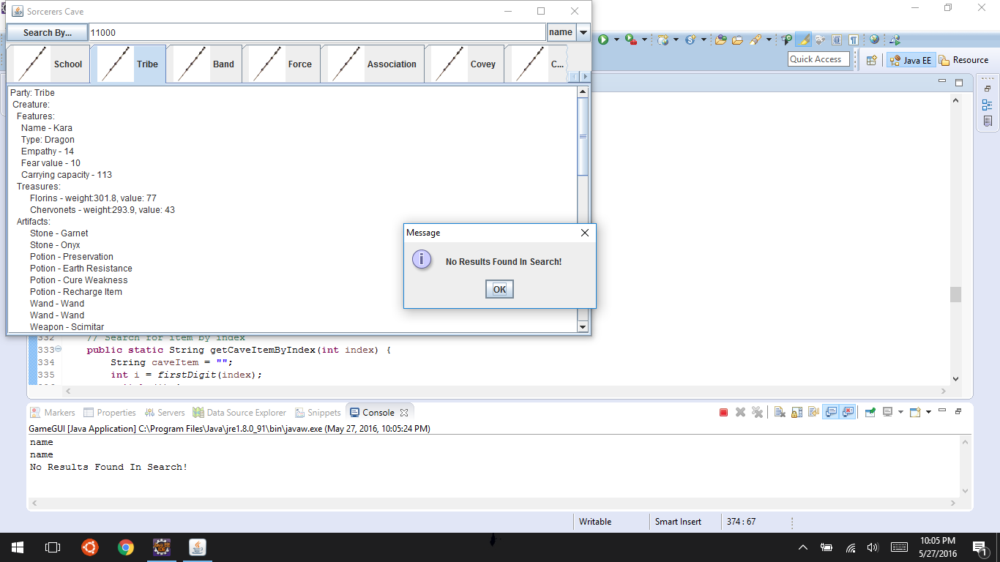 Sorcerers Cave
Search By... 11000 name
School Tribe Band Force Association Covey C...
Party: Tribe
Creature:
Features:
Name - Kara
Type: Dragon
Empathy - 14
Fear value - 10
Carrying capacity - 113
Treasures:
Florins - weight:301.8, value: 77
Chervonets - weight:293.9, value: 43
Artifacts:
Stone - Garnet
Stone - Onyx
Potion - Preservation
Potion - Earth Resistance
Potion - Cure Weakness
Potion - Recharge Item
Wand - Wand
Wand - Wand
Weapon - Scimitar
Message
No Results Found In Search!
OK
Quick Access Java EE Resource
332 // Search for item by index
333 public static String getCaveItemByIndex(int index) {
334 String caveItem = "";
335 int i = firstDigit(index);
Markers Properties Servers Data Source Explorer Snippets Console
GameGUI [Java Application] C:\Program Files\Java\jre1.8.0_91\bin\javaw.exe (May 27, 2016, 10:05:24 PM)
name
name
No Results Found In Search!
Writable Smart Insert 374 : 67
10:05 PM
5/27/2016
1